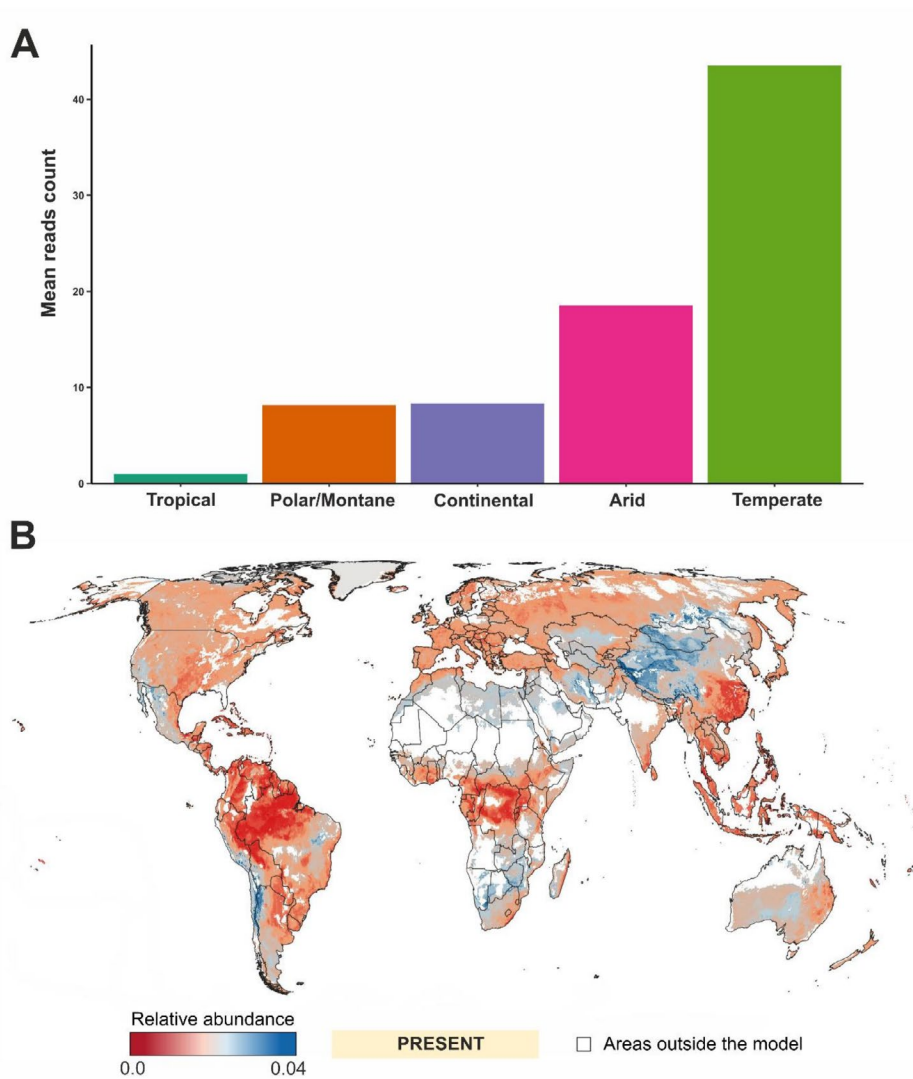 A
Mean reads count
40
30
20
10
0
Tropical Polar/Montane Continental Arid Temperate
B
Relative abundance
0.0 0.04
PRESENT
Areas outside the model